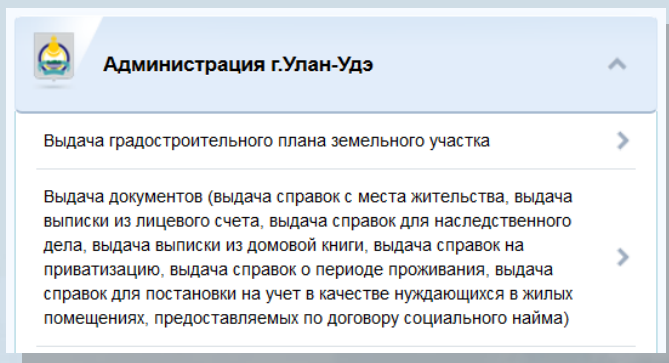 Администрация г.Улан-Удэ
Выдача градостроительного плана земельного участка
Выдача документов (выдача справок с места жительства, выдача
выписки из лицевого счета, выдача справок для наследственного
дела, выдача выписки из домовой книги, выдача справок на
приватизацию, выдача справок о периоде проживания, выдача
справок для постановки на учет в качестве нуждающихся в жилых
помещениях, предоставляемых по договору социального найма)